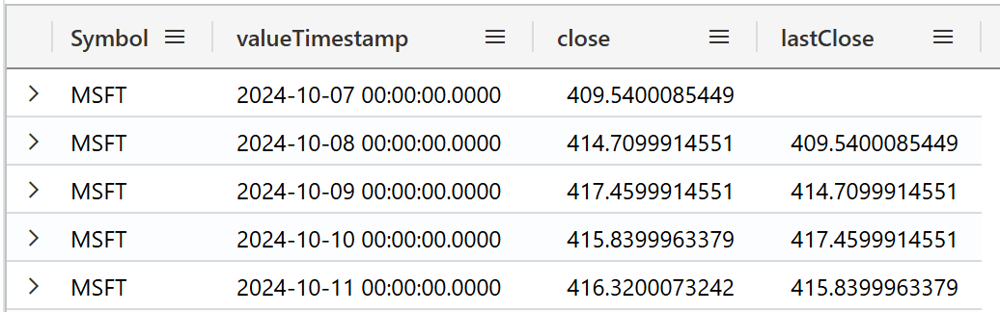 Symbol valueTimestamp close lastClose
MSFT 2024-10-07 00:00:00.0000 409.5400085449
MSFT 2024-10-08 00:00:00.0000 414.7099914551 409.5400085449
MSFT 2024-10-09 00:00:00.0000 417.4599914551 414.7099914551
MSFT 2024-10-10 00:00:00.0000 415.8399963379 417.4599914551
MSFT 2024-10-11 00:00:00.0000 416.3200073242 415.8399963379